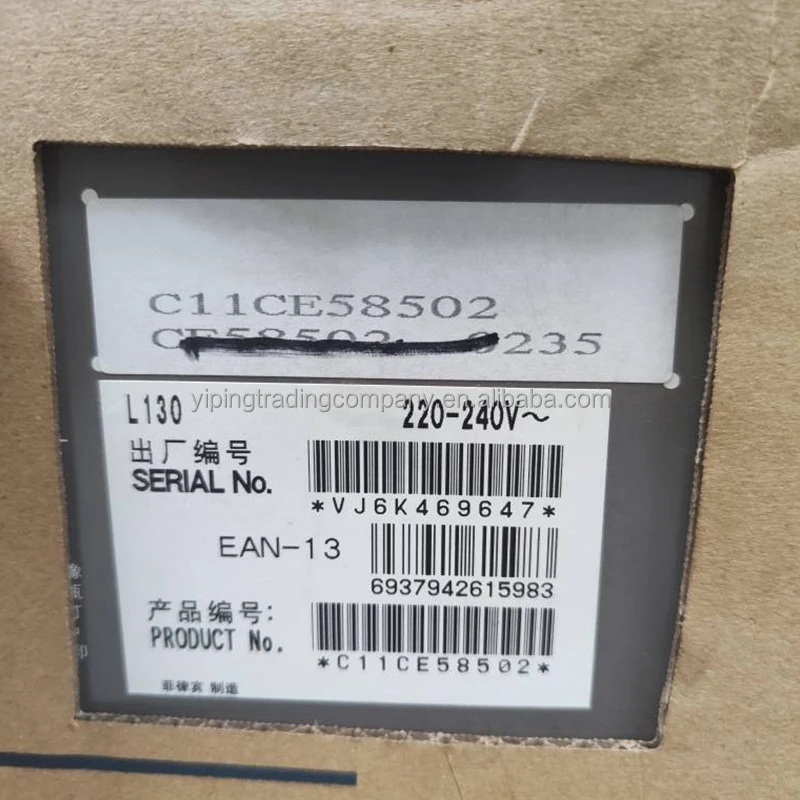 C11CE58502
CE58502 0235
yipingtradingcompany.en.alibaba.com
L130 220-240V~
出厂编号
SERIAL No.
*VJ6K469647*
EAN-13
6937942615983
产品编号:
PRODUCT No.
*C11CE58502*
菲律宾 制造